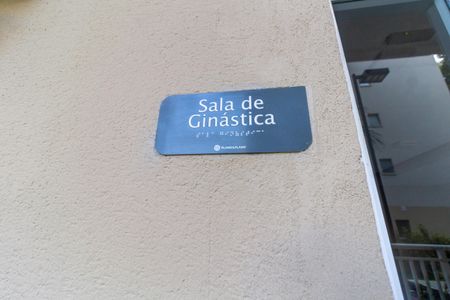 Sala de
Ginástica